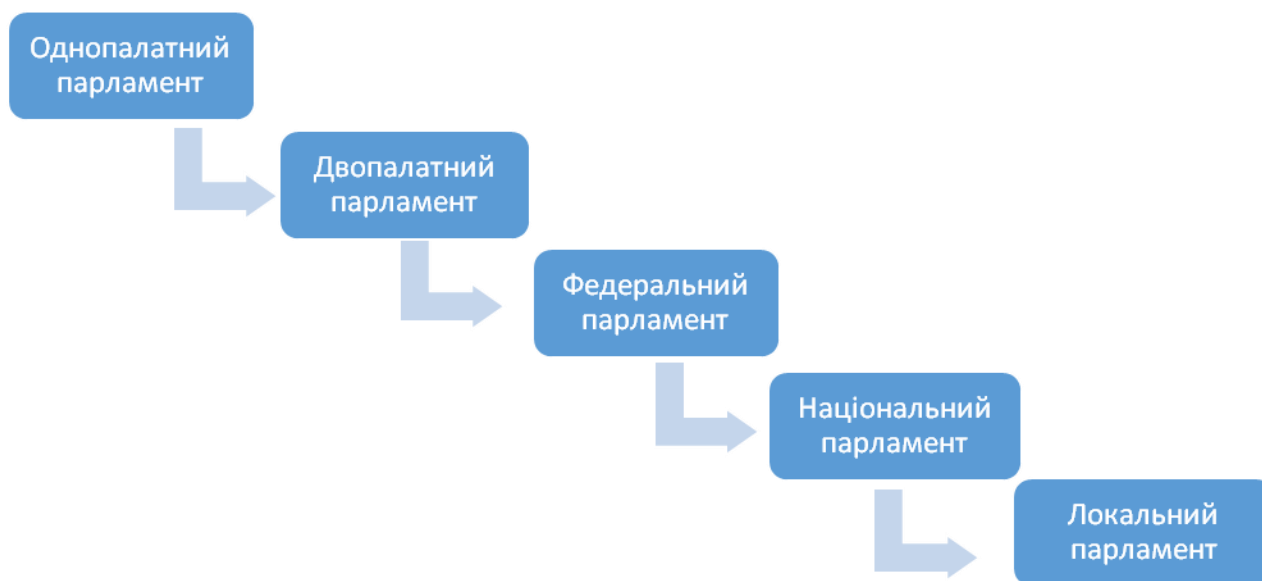 Однопалатний
парламент
Двопалатний
парламент
Федеральний
парламент
Національний
парламент
Локальний
парламент